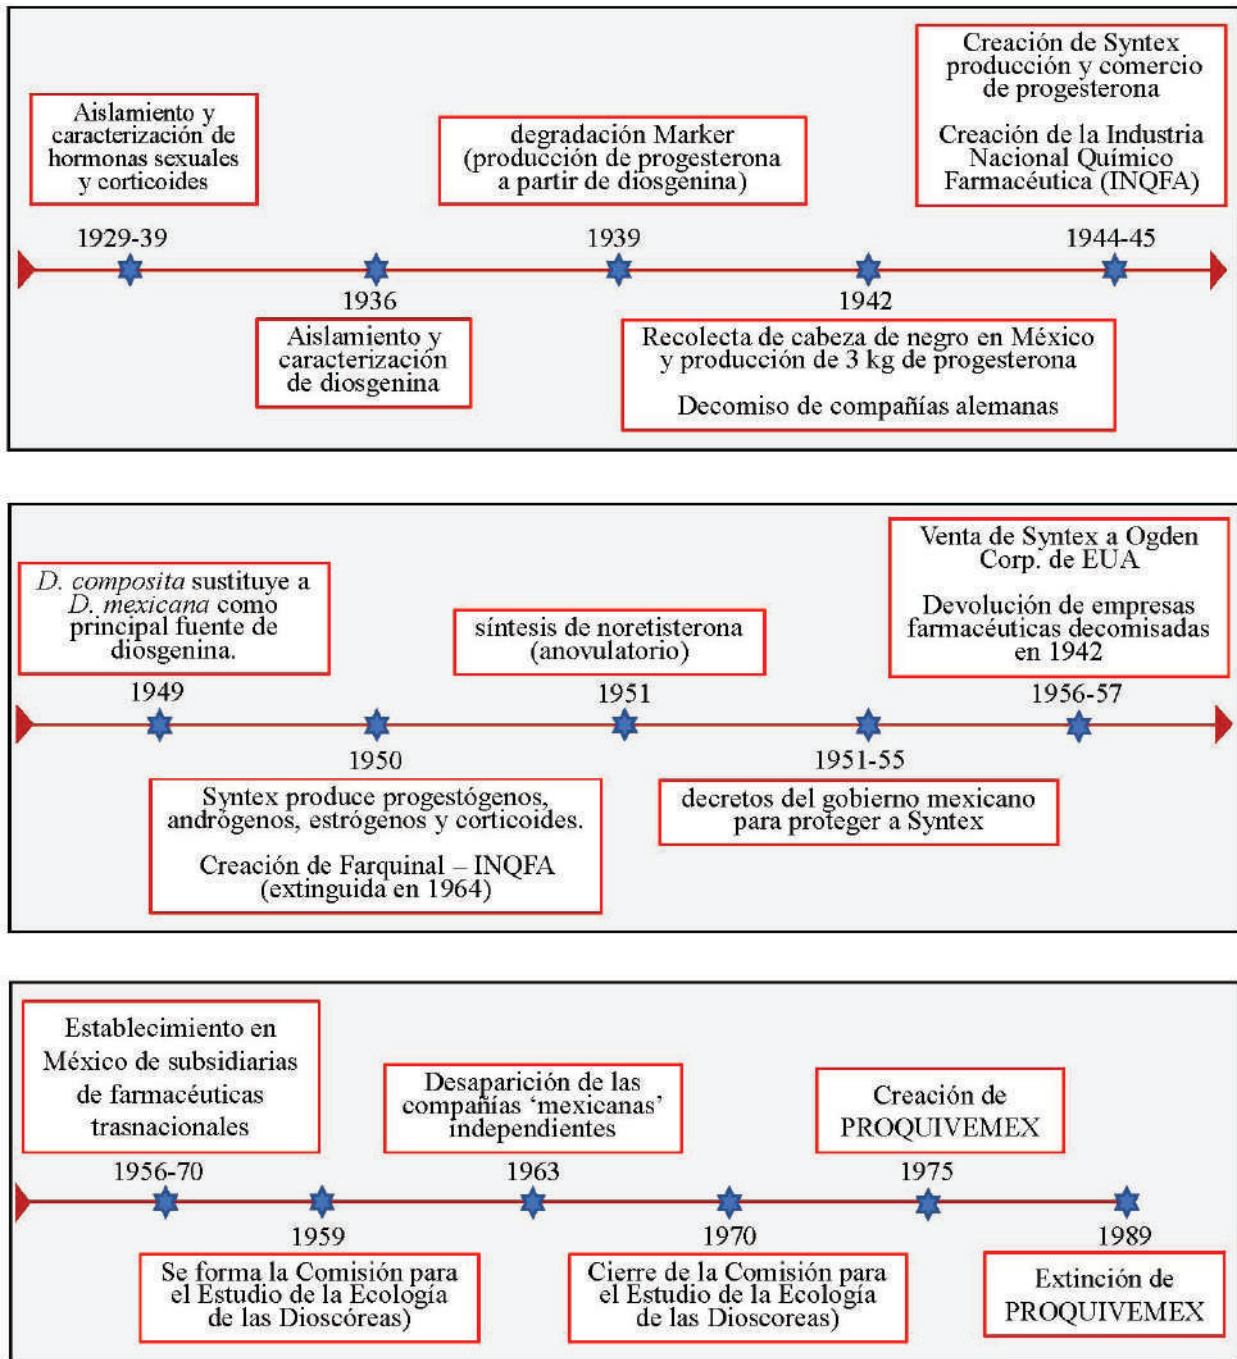 Aislamiento y
caracterización de
hormonas sexuales
y corticoides
1929-39
1936
Aislamiento y
caracterización
de diosgenina
degradación Marker
(producción de progesterona
a partir de diosgenina)
1939
1942
Recolecta de cabeza de negro en México
y producción de 3 kg de progesterona
Decomiso de compañías alemanas
Creación de Syntex
producción y comercio
de progesterona
Creación de la Industria
Nacional Químico
Farmacéutica (INQFA)
1944-45
D. composita sustituye a
D. mexicana como
principal fuente de
diosgenina.
1949
1950
Syntex produce progestógenos,
andrógenos, estrógenos y corticoides.
Creación de Farquinal – INQFA
(extinguida en 1964)
síntesis de noretisterona
(anovulatorio)
1951
1951-55
decretos del gobierno mexicano
para proteger a Syntex
Venta de Syntex a Ogden
Corp. de EUA
Devolución de empresas
farmacéuticas decomisadas
en 1942
1956-57
Establecimiento en
México de subsidiarias
de farmacéuticas
trasnacionales
1956-70
1959
Se forma la Comisión para
el Estudio de la Ecología
de las Dioscóreas)
Desaparición de las
compañías ‘mexicanas’
independientes
1963
1970
Cierre de la Comisión para
el Estudio de la Ecología
de las Dioscoreas)
Creación de
PROQUIVEMEX
1975
1989
Extinción de
PROQUIVEMEX